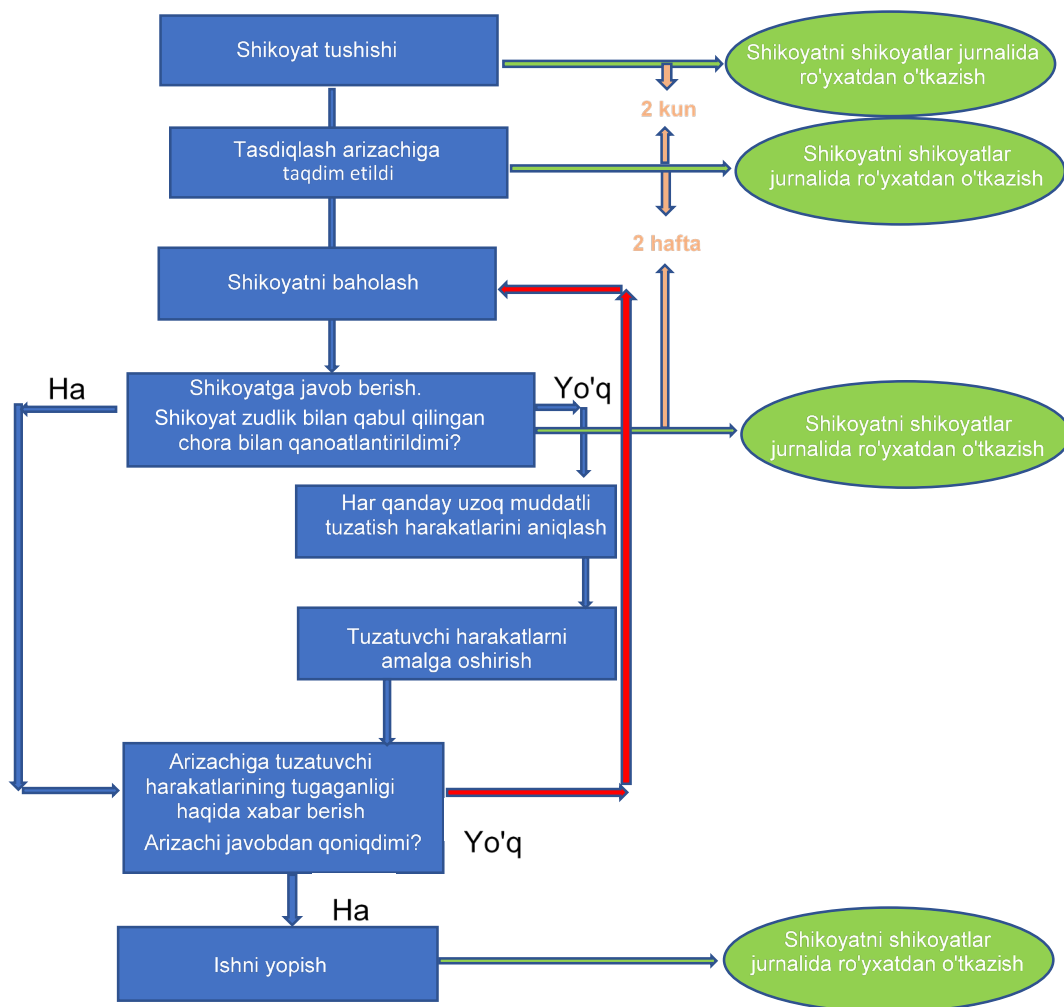 Shikoyat tushishi
Shikoyatni shikoyatlar jurnalida
ro'yxatdan o'tkazish
2 kun
Tasdiqlash arizachiga
taqdim etildi
Shikoyatni shikoyatlar
jurnalida ro'yxatdan o'tkazish
2 hafta
Shikoyatni baholash
Ha
Shikoyatga javob berish.
Shikoyat zudlik bilan qabul qilingan
chora bilan qanoatlantirildimi?
Yo'q
Shikoyatni shikoyatlar
jurnalida ro'yxatdan o'tkazish
Har qanday uzoq muddatli
tuzatish harakatlarini aniqlash
Tuzatuvchi harakatlarni
amalga oshirish
Arizachiga tuzatuvchi
harakatlarining tugaganligi
haqida xabar berish
Arizachi javobdan qoniqdimi?
Yo'q
Ha
Ishni yopish
Shikoyatni shikoyatlar
jurnalida ro'yxatdan o'tkazish